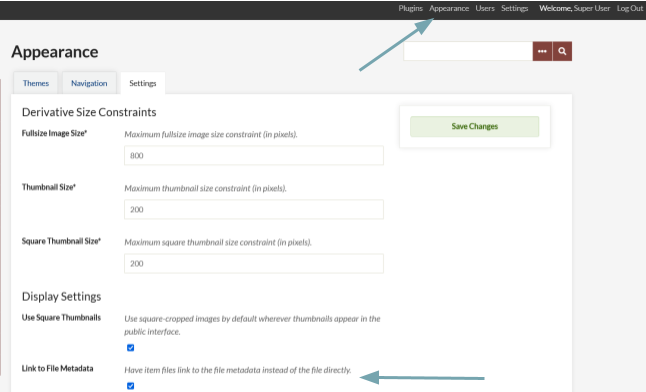 Plugins Appearance Users Settings Welcome, Super User Log Out
Appearance
Themes Navigation Settings
Derivative Size Constraints
Save Changes
Fullsize Image Size* Maximum fullsize image size constraint (in pixels).
800
Thumbnail Size* Maximum thumbnail size constraint (in pixels).
200
Square Thumbnail Size* Maximum square thumbnail size constraint (in pixels).
200
Display Settings
Use Square Thumbnails Use square-cropped images by default wherever thumbnails appear in the
public interface.
Link to File Metadata Have item files link to the file metadata instead of the file directly.